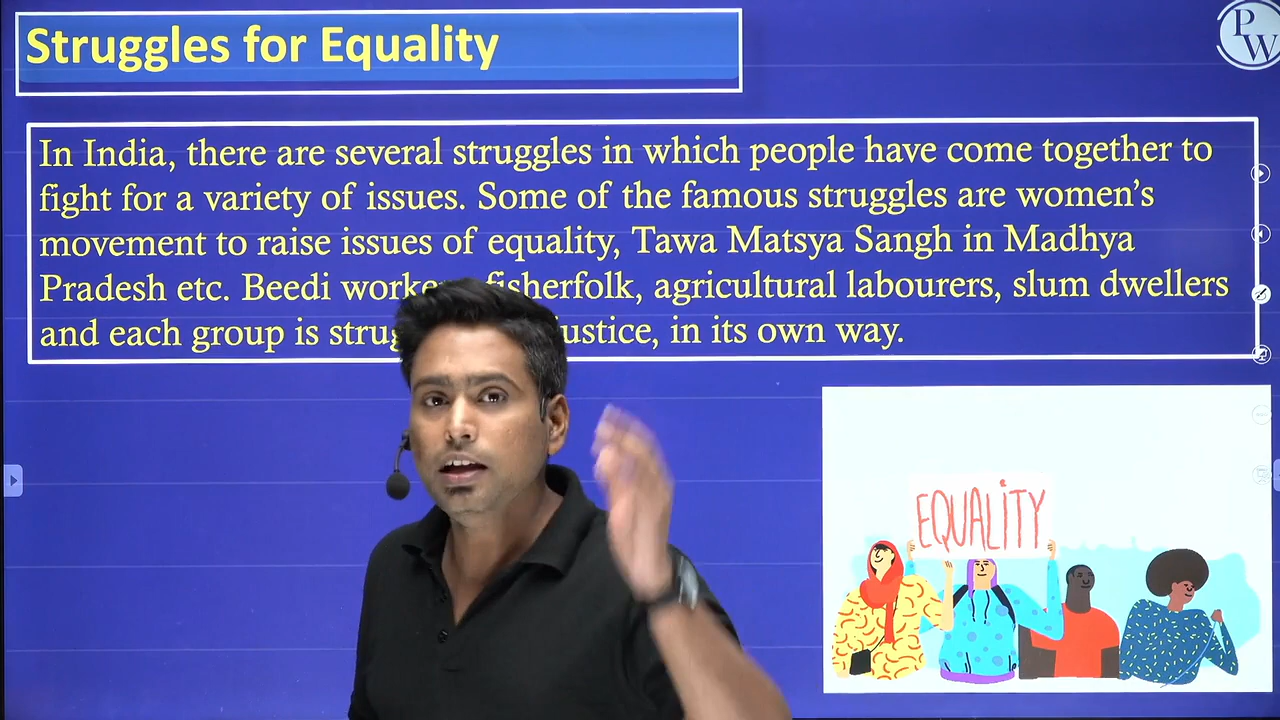 Struggles for Equality
PW
In India, there are several struggles in which people have come together to
fight for a variety of issues. Some of the famous struggles are women's
movement to raise issues of equality, Tawa Matsya Sangh in Madhya
Pradesh etc. Beedi fisherfolk, agricultural labourers, slum dwellers
and each group is justice, in its own way.
EQUALITY